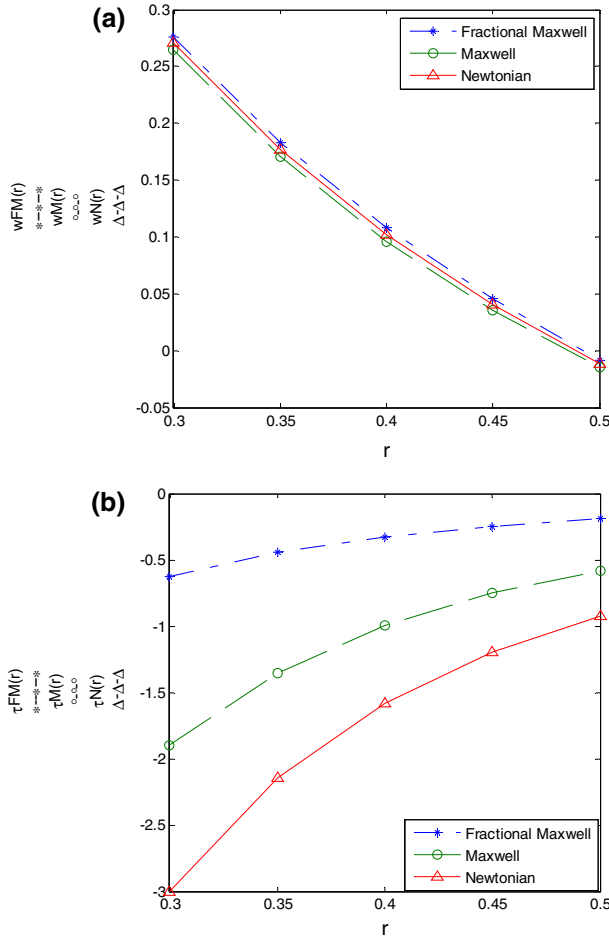 (a)
0.3
0.25
0.2
0.15
0.1
0.05
0
-0.05
0.3 0.35 0.4 0.45 0.5
r
wFM(r)
*–*–*
wM(r)
o-o-o
wN(r)
Δ-Δ-Δ
Fractional Maxwell
Maxwell
Newtonian
(b)
0
-0.5
-1
-1.5
-2
-2.5
-3
0.3 0.35 0.4 0.45 0.5
r
τFM(r)
*-*-*
τM(r)
o-o-o
τN(r)
Δ-Δ-Δ
Fractional Maxwell
Maxwell
Newtonian